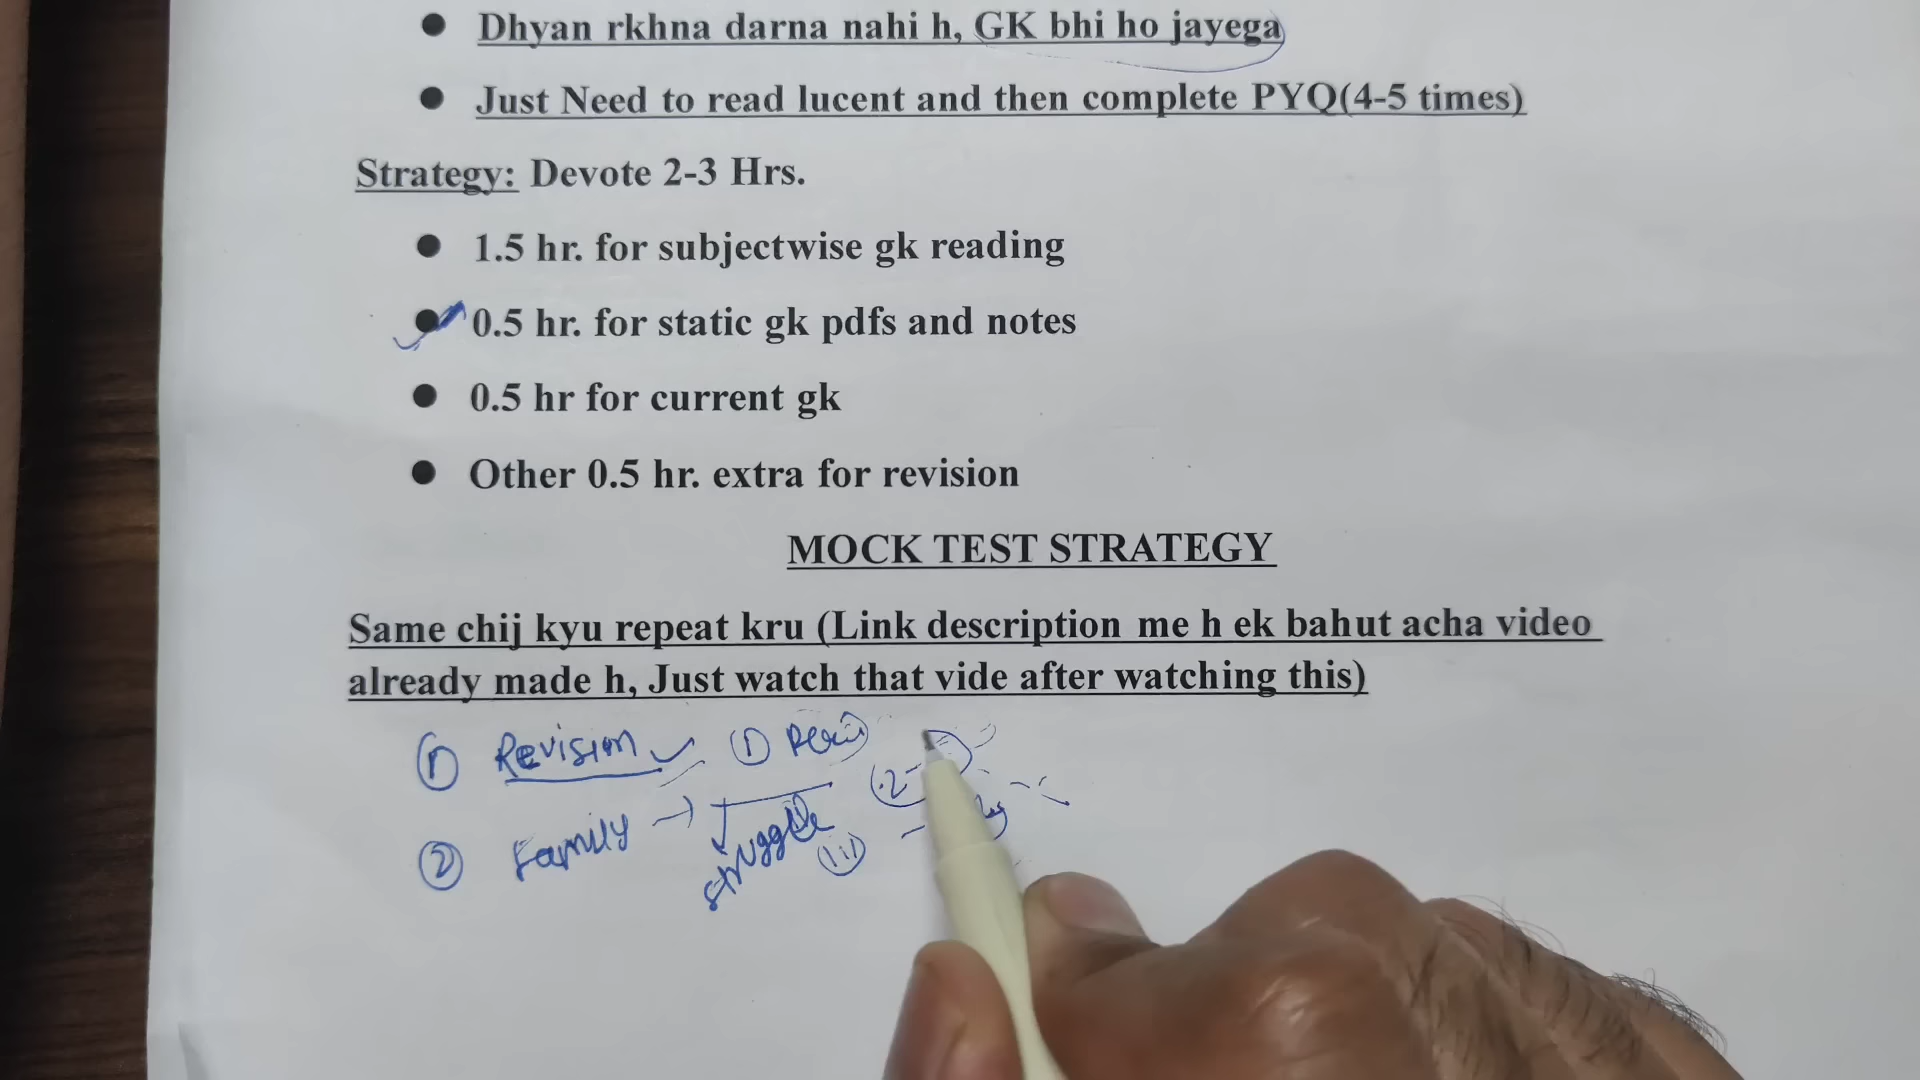 Dhyan rkhna darna nahi h, GK bhi ho jayega
Just Need to read lucent and then complete PYQ(4-5 times)
Strategy: Devote 2-3 Hrs.
1.5 hr. for subjectwise gk reading
0.5 hr. for static gk pdfs and notes
0.5 hr for current gk
Other 0.5 hr. extra for revision
MOCK TEST STRATEGY
Same chij kyu repeat kru (Link description me h ek bahut acha video
already made h, Just watch that vide after watching this)
① Revision ①
② Family → struggle (iii)